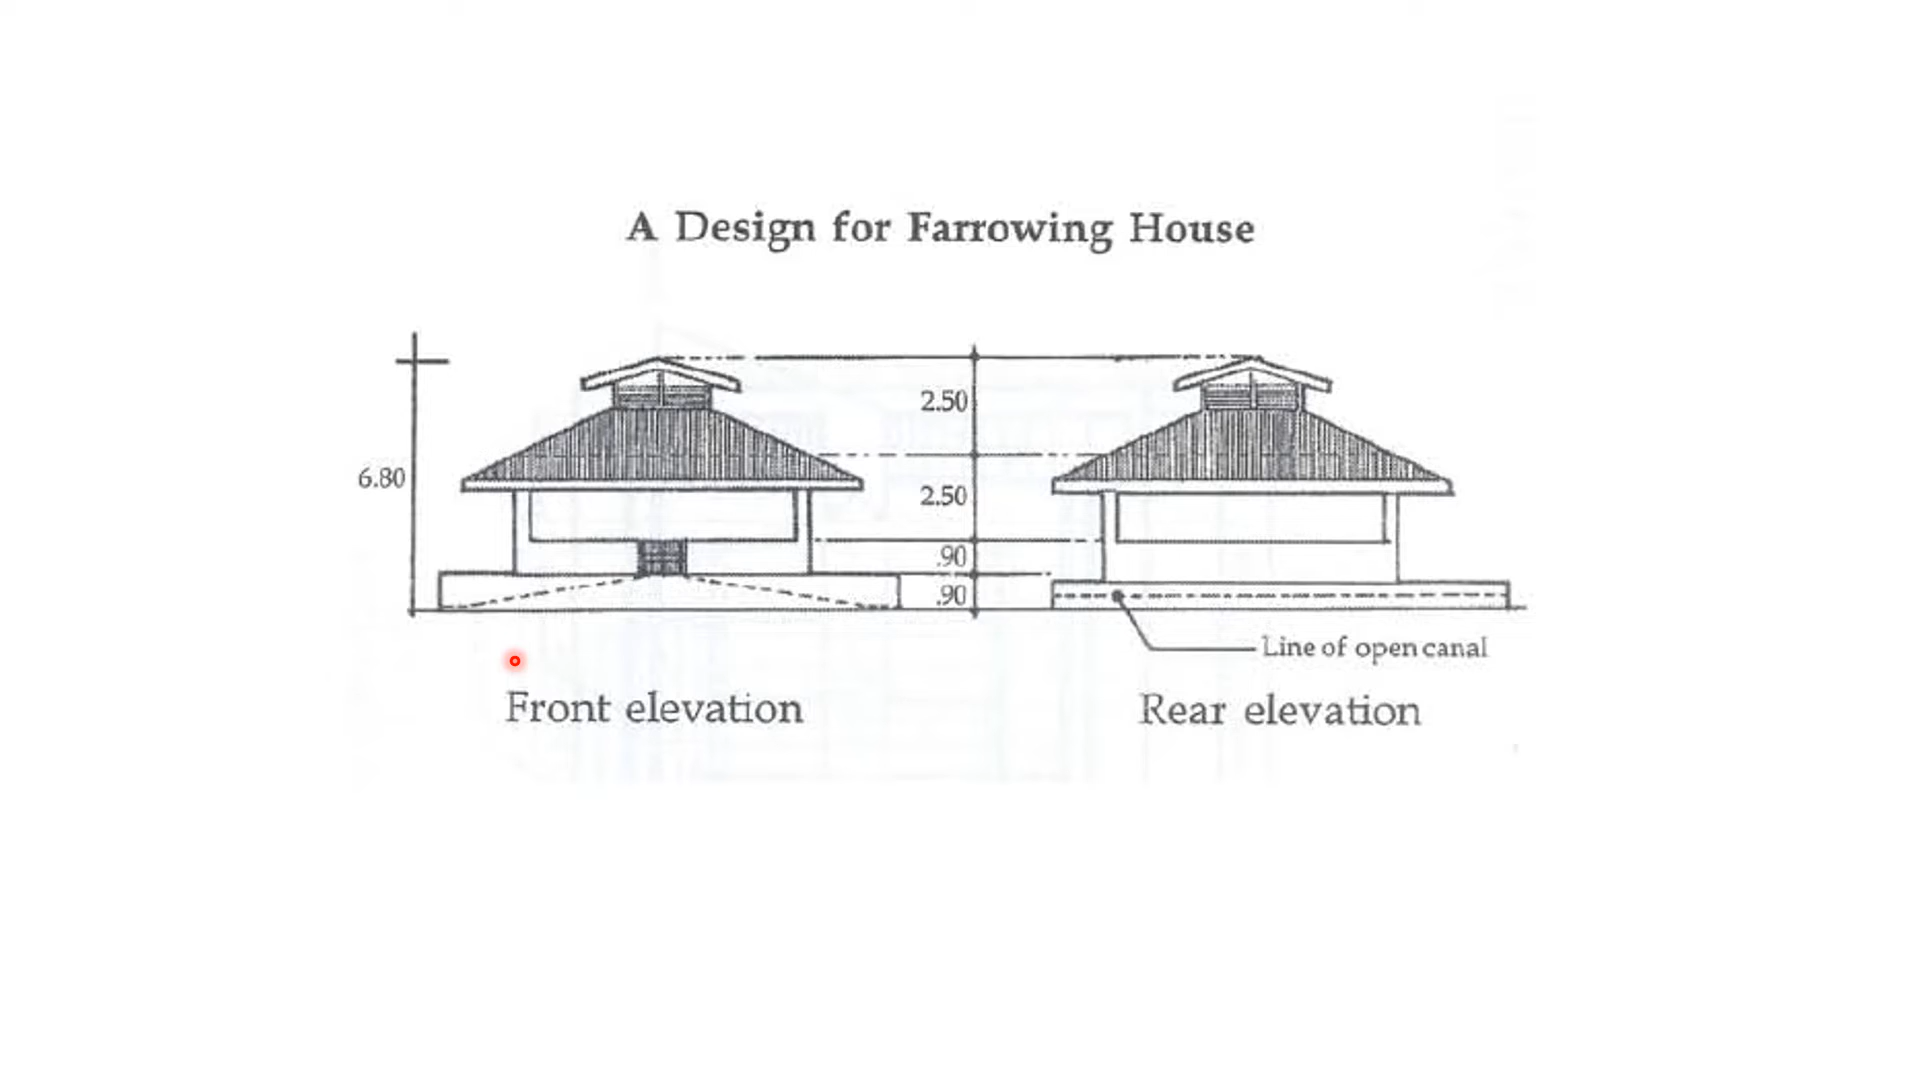 A Design for Farrowing House
2.50
6.80
2.50
.90
.90
Line of open canal
Front elevation
Rear elevation